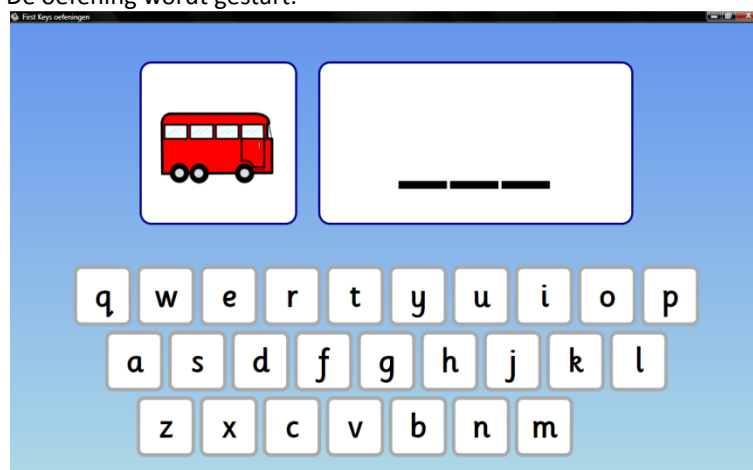 De oefening wordt gestart.
First Keys oefeningen
q w e r t y u i o p
a s d f g h j k l
z x c v b n m